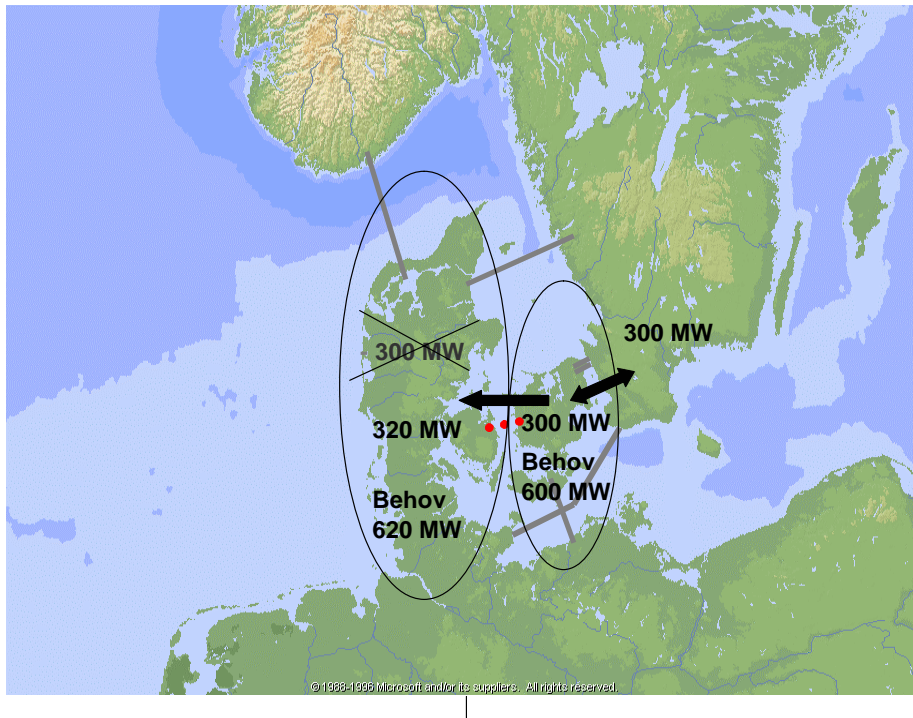 300 MW
300 MW
320 MW
300 MW
Behov
600 MW
Behov
620 MW
© 1988-1996 Microsoft and/or its suppliers. All rights reserved.